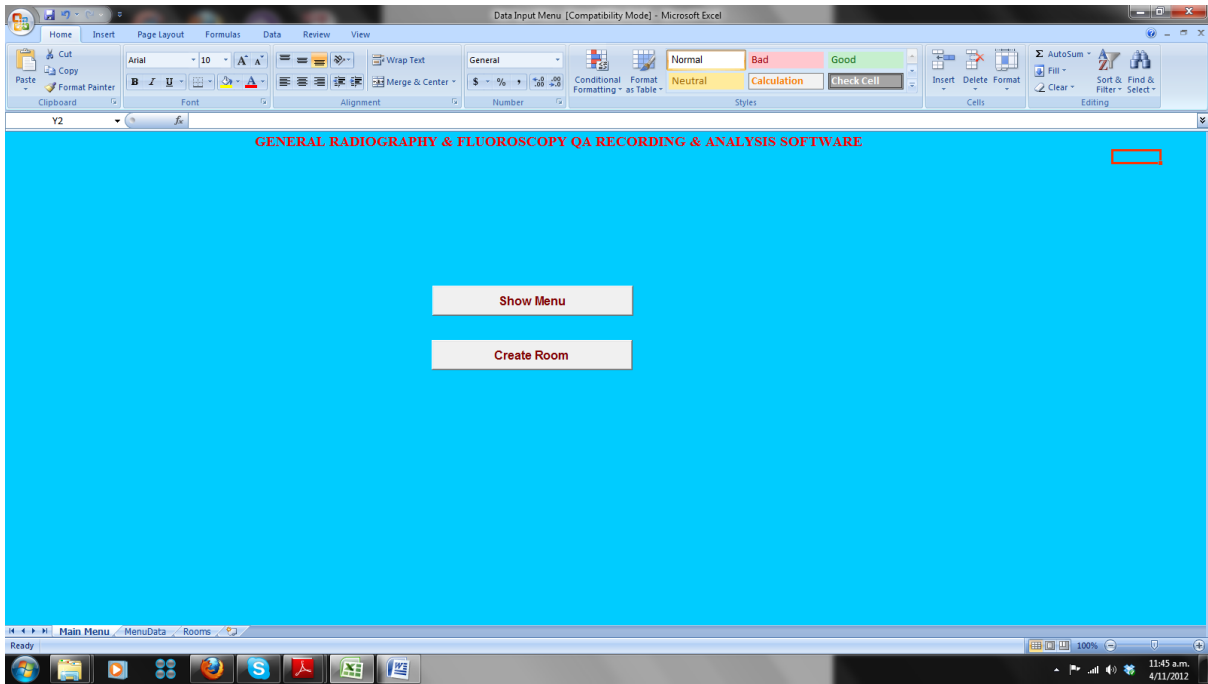 Data Input Menu [Compatibility Mode] - Microsoft Excel
Home Insert Page Layout Formulas Data Review View
Cut
Copy
Format Painter
Paste
Clipboard
Arial 10
B I U
Font
Wrap Text
Merge & Center
Alignment
General
$ % ,
Number
Conditional Formatting
Format as Table
Normal Bad Good
Neutral Calculation Check Cell
Styles
Insert Delete Format
Cells
Σ AutoSum
Fill
Clear
Sort & Filter
Find & Select
Editing
Y2 fx
GENERAL RADIOGRAPHY & FLUOROSCOPY QA RECORDING & ANALYSIS SOFTWARE
Show Menu
Create Room
Main Menu MenuData Rooms
Ready 100%
11:45 a.m.
4/11/2012